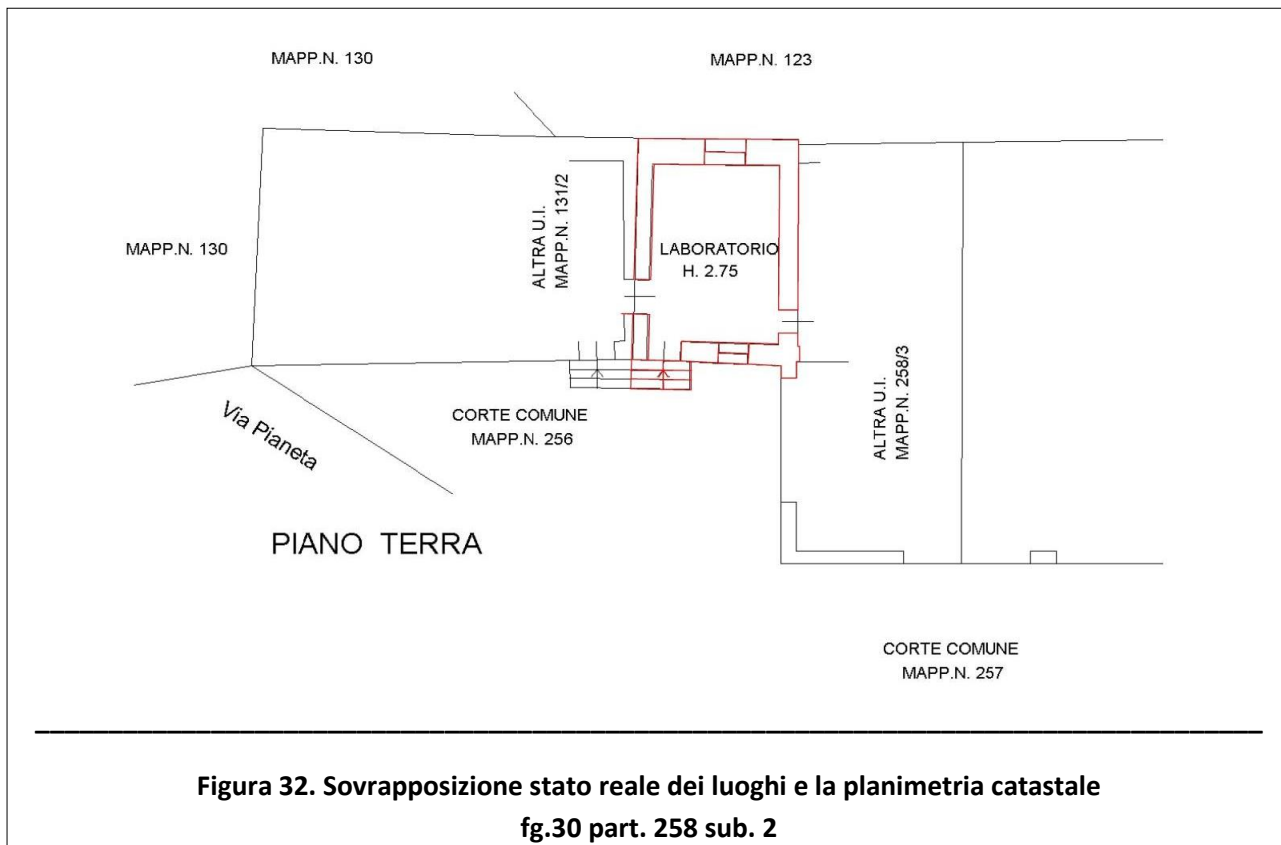 MAPP.N. 130
MAPP.N. 123
MAPP.N. 130
ALTRA U.I.
MAPP.N. 131/2
LABORATORIO
H. 2.75
ALTRA U.I.
MAPP.N. 258/3
Via Pianeta
CORTE COMUNE
MAPP.N. 256
PIANO TERRA
CORTE COMUNE
MAPP.N. 257
Figura 32. Sovrapposizione stato reale dei luoghi e la planimetria catastale
fg.30 part. 258 sub. 2